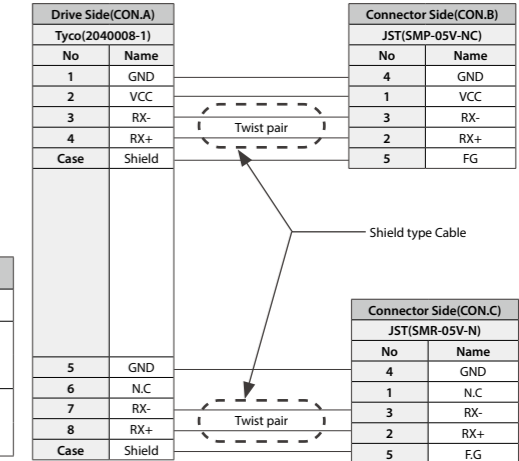 Drive Side(CON.A)
Tyco(2040008-1)
No Name
1 GND
2 VCC
3 RX-
4 RX+
Case Shield
Connector Side(CON.B)
JST(SMP-05V-NC)
No Name
4 GND
1 VCC
3 RX-
2 RX+
5 FG
Twist pair
Shield type Cable
5 GND
6 N.C
7 RX-
8 RX+
Case Shield
Twist pair
Connector Side(CON.C)
JST(SMR-05V-N)
No Name
4 GND
1 N.C
3 RX-
2 RX+
5 F.G